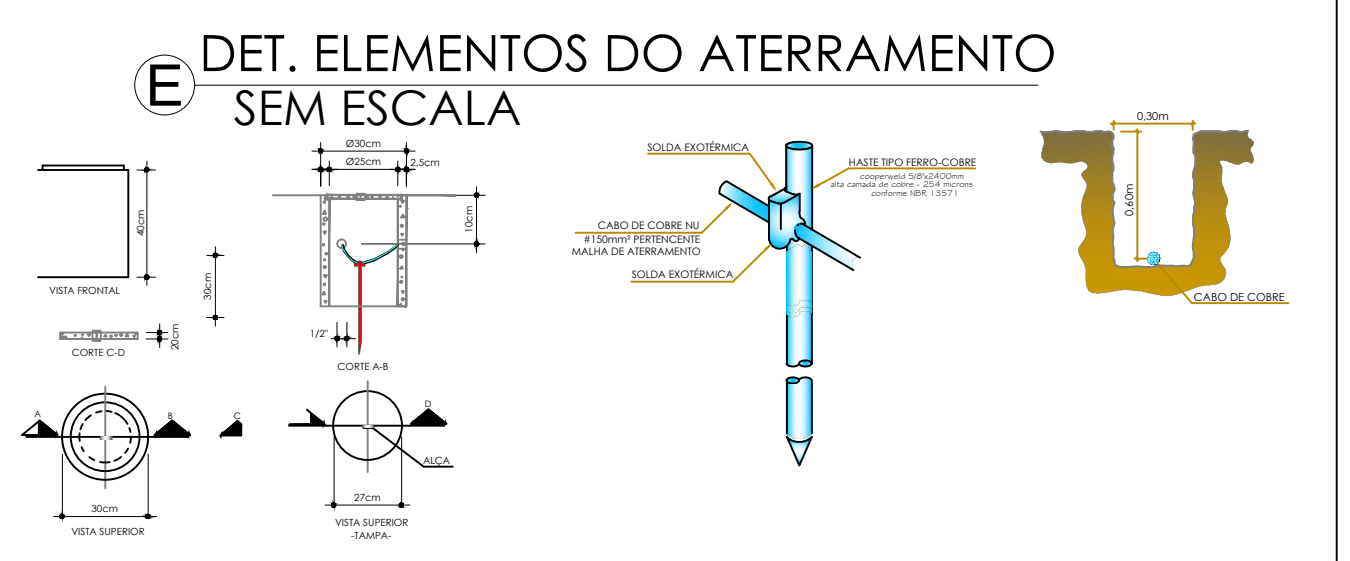 E
DET. ELEMENTOS DO ATERRAMENTO
SEM ESCALA
40cm
VISTA FRONTAL
20cm
CORTE C-D
30cm
A
B
C
30cm
VISTA SUPERIOR
Ø30cm
Ø25cm
2,5cm
10cm
1/2"
CORTE A-B
D
ALÇA
27cm
VISTA SUPERIOR
-TAMPA-
SOLDA EXOTÉRMICA
HASTE TIPO FERRO-COBRE
cooperweld 5/8"x2400mm
alta camada de cobre - 254 microns
conforme NBR 13571
CABO DE COBRE NU
#150mm² PERTENCENTE
MALHA DE ATERRAMENTO
SOLDA EXOTÉRMICA
0,30m
0,60m
CABO DE COBRE